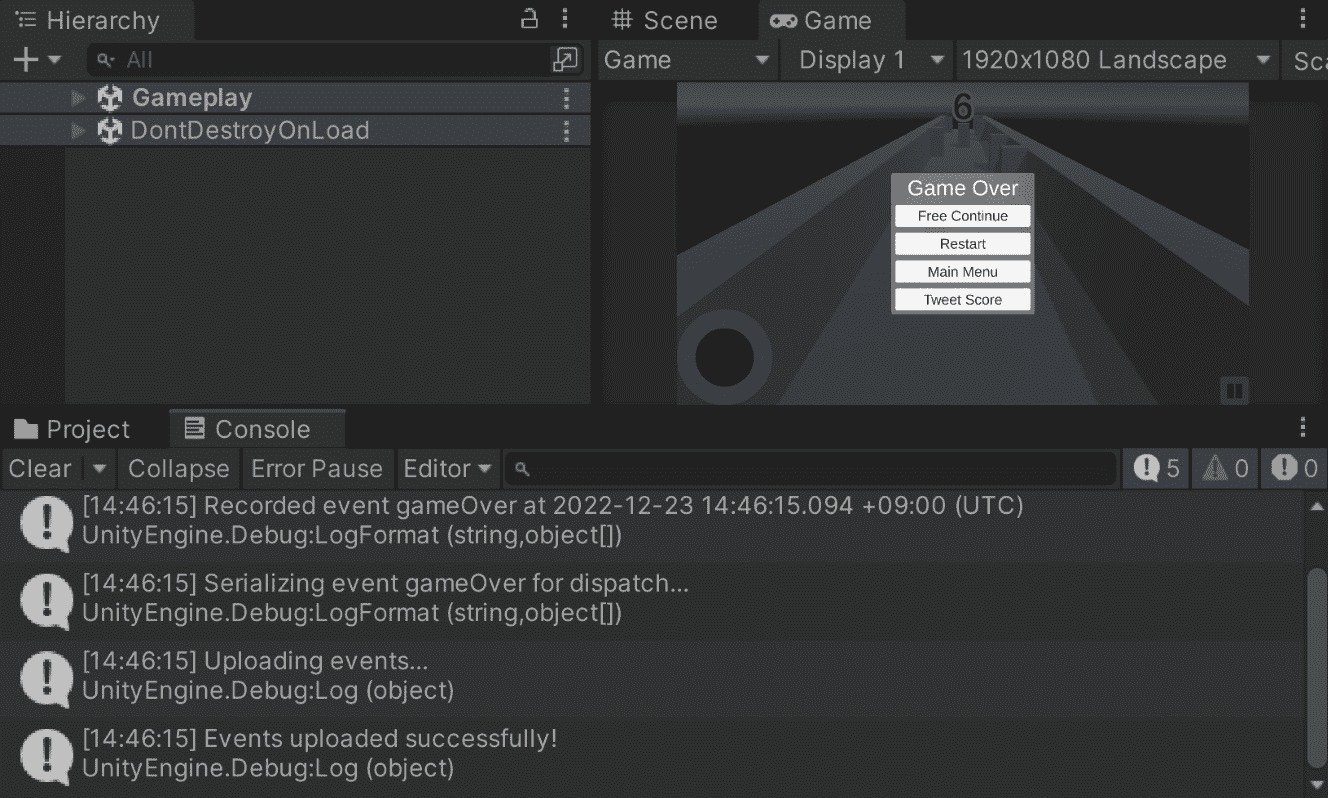 Hierarchy
All
Gameplay
DontDestroyOnLoad
Scene
Game
Game
Display 1
1920x1080 Landscape
Sca
6
Game Over
Free Continue
Restart
Main Menu
Tweet Score
Project
Console
Clear
Collapse
Error Pause
Editor
5
0
0
[14:46:15] Recorded event gameOver at 2022-12-23 14:46:15.094 +09:00 (UTC)
UnityEngine.Debug:LogFormat (string,object[])
[14:46:15] Serializing event gameOver for dispatch...
UnityEngine.Debug:LogFormat (string,object[])
[14:46:15] Uploading events...
UnityEngine.Debug:Log (object)
[14:46:15] Events uploaded successfully!
UnityEngine.Debug:Log (object)